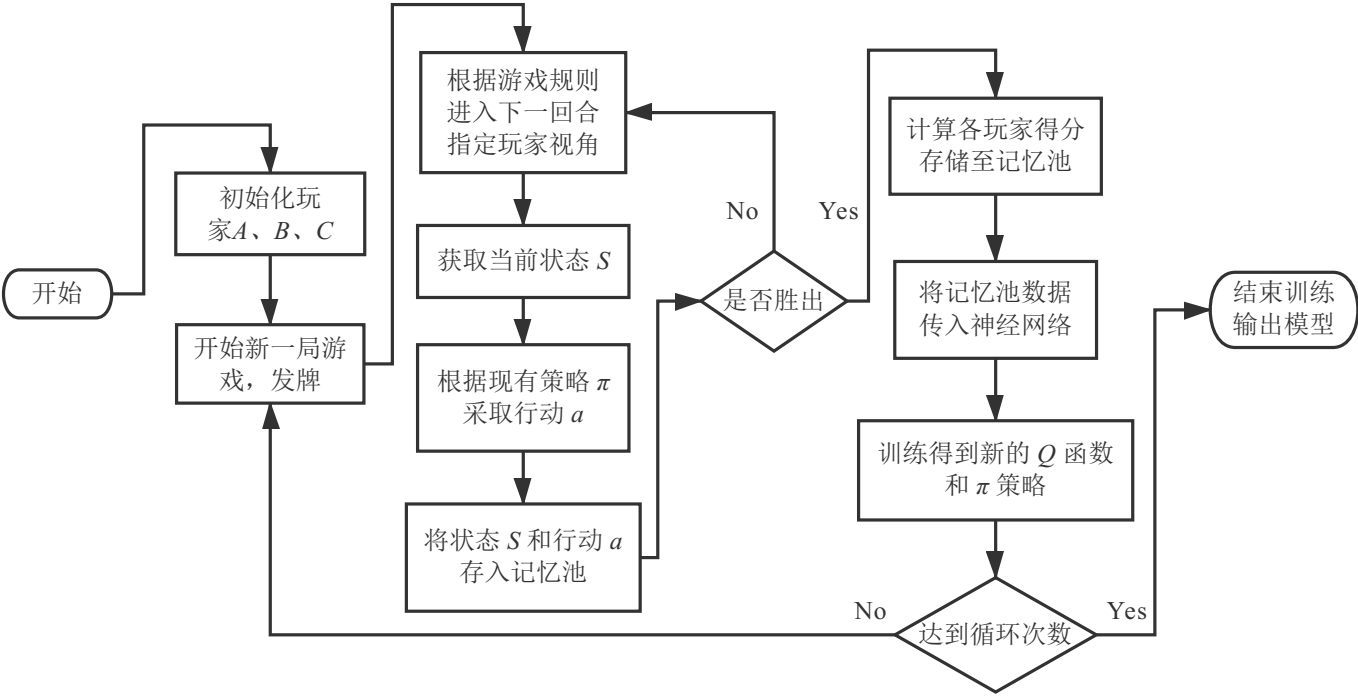 开始
初始化玩
家A、B、C
开始新一局游
戏，发牌
根据游戏规则
进入下一回合
指定玩家视角
获取当前状态 S
根据现有策略 π
采取行动 a
将状态 S 和行动 a
存入记忆池
是否胜出
No
Yes
计算各玩家得分
存储至记忆池
将记忆池数据
传入神经网络
训练得到新的 Q 函数
和 π 策略
达到循环次数
No
Yes
结束训练
输出模型